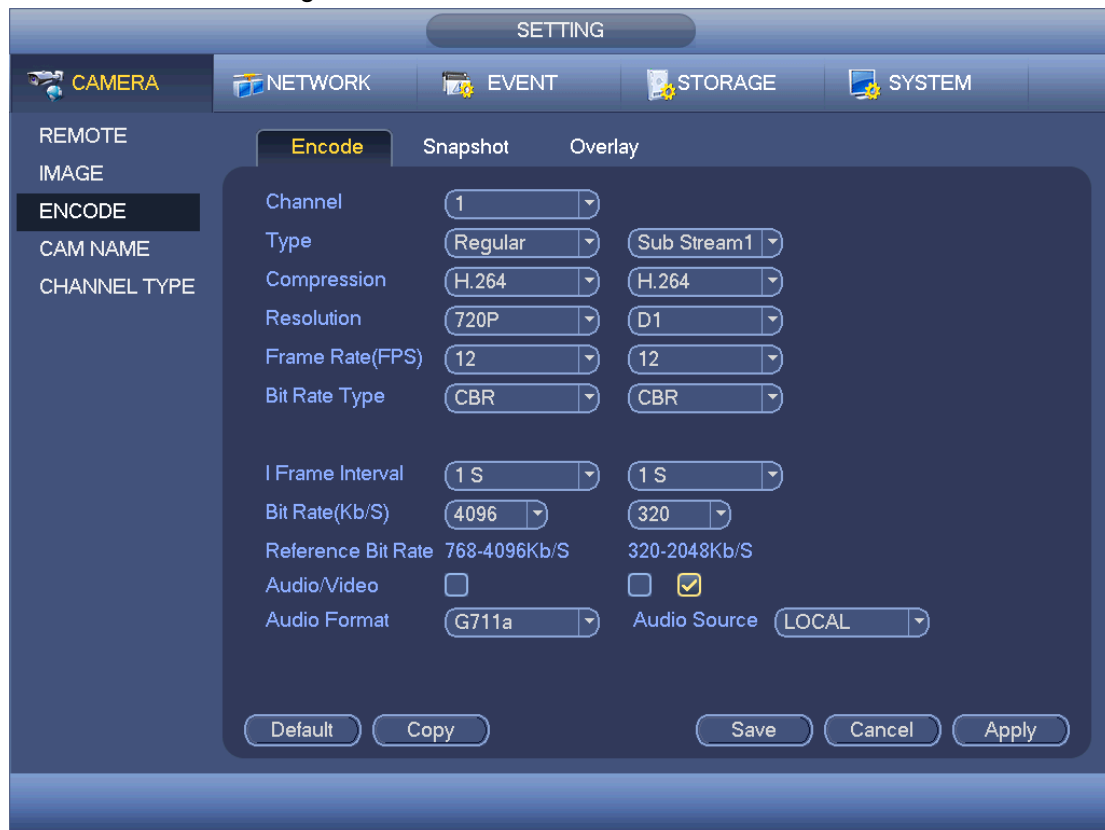 SETTING
CAMERA NETWORK EVENT STORAGE SYSTEM
REMOTE
IMAGE
ENCODE
CAM NAME
CHANNEL TYPE
Encode Snapshot Overlay
Channel 1
Type Regular Sub Stream1
Compression H.264 H.264
Resolution 720P D1
Frame Rate(FPS) 12 12
Bit Rate Type CBR CBR
I Frame Interval 1 S 1 S
Bit Rate(Kb/S) 4096 320
Reference Bit Rate 768-4096Kb/S 320-2048Kb/S
Audio/Video
Audio Format G711a Audio Source LOCAL
Default Copy Save Cancel Apply